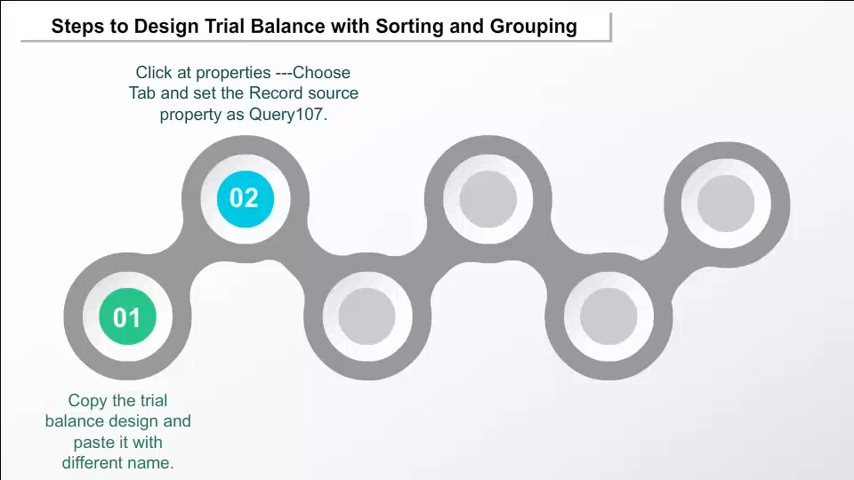 Steps to Design Trial Balance with Sorting and Grouping
Click at properties ---Choose
Tab and set the Record source
property as Query107.
02
01
Copy the trial
balance design and
paste it with
different name.